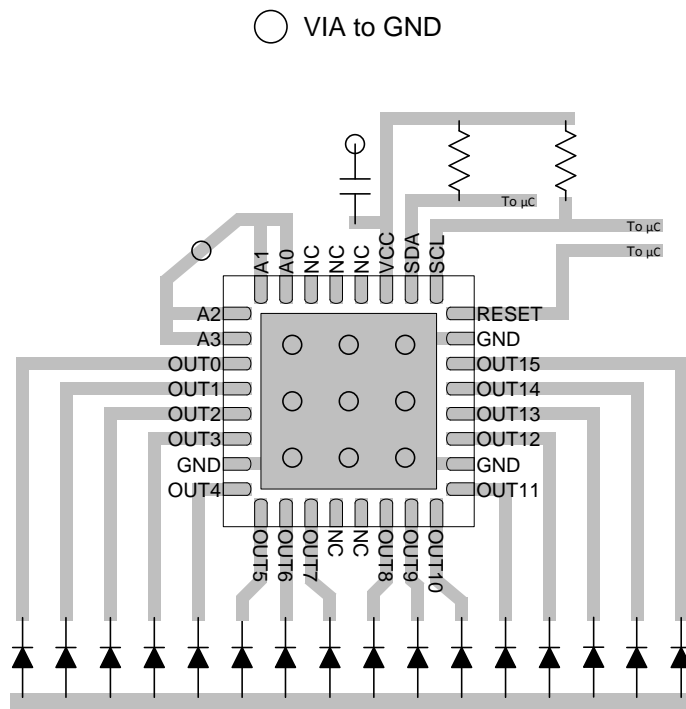 VIA to GND
To µC
To µC
To µC
A1
A0
NC
NC
NC
VCC
SDA
SCL
A2
A3
OUT0
OUT1
OUT2
OUT3
GND
OUT4
RESET
GND
OUT15
OUT14
OUT13
OUT12
GND
OUT11
OUT5
OUT6
OUT7
NC
NC
OUT8
OUT9
OUT10